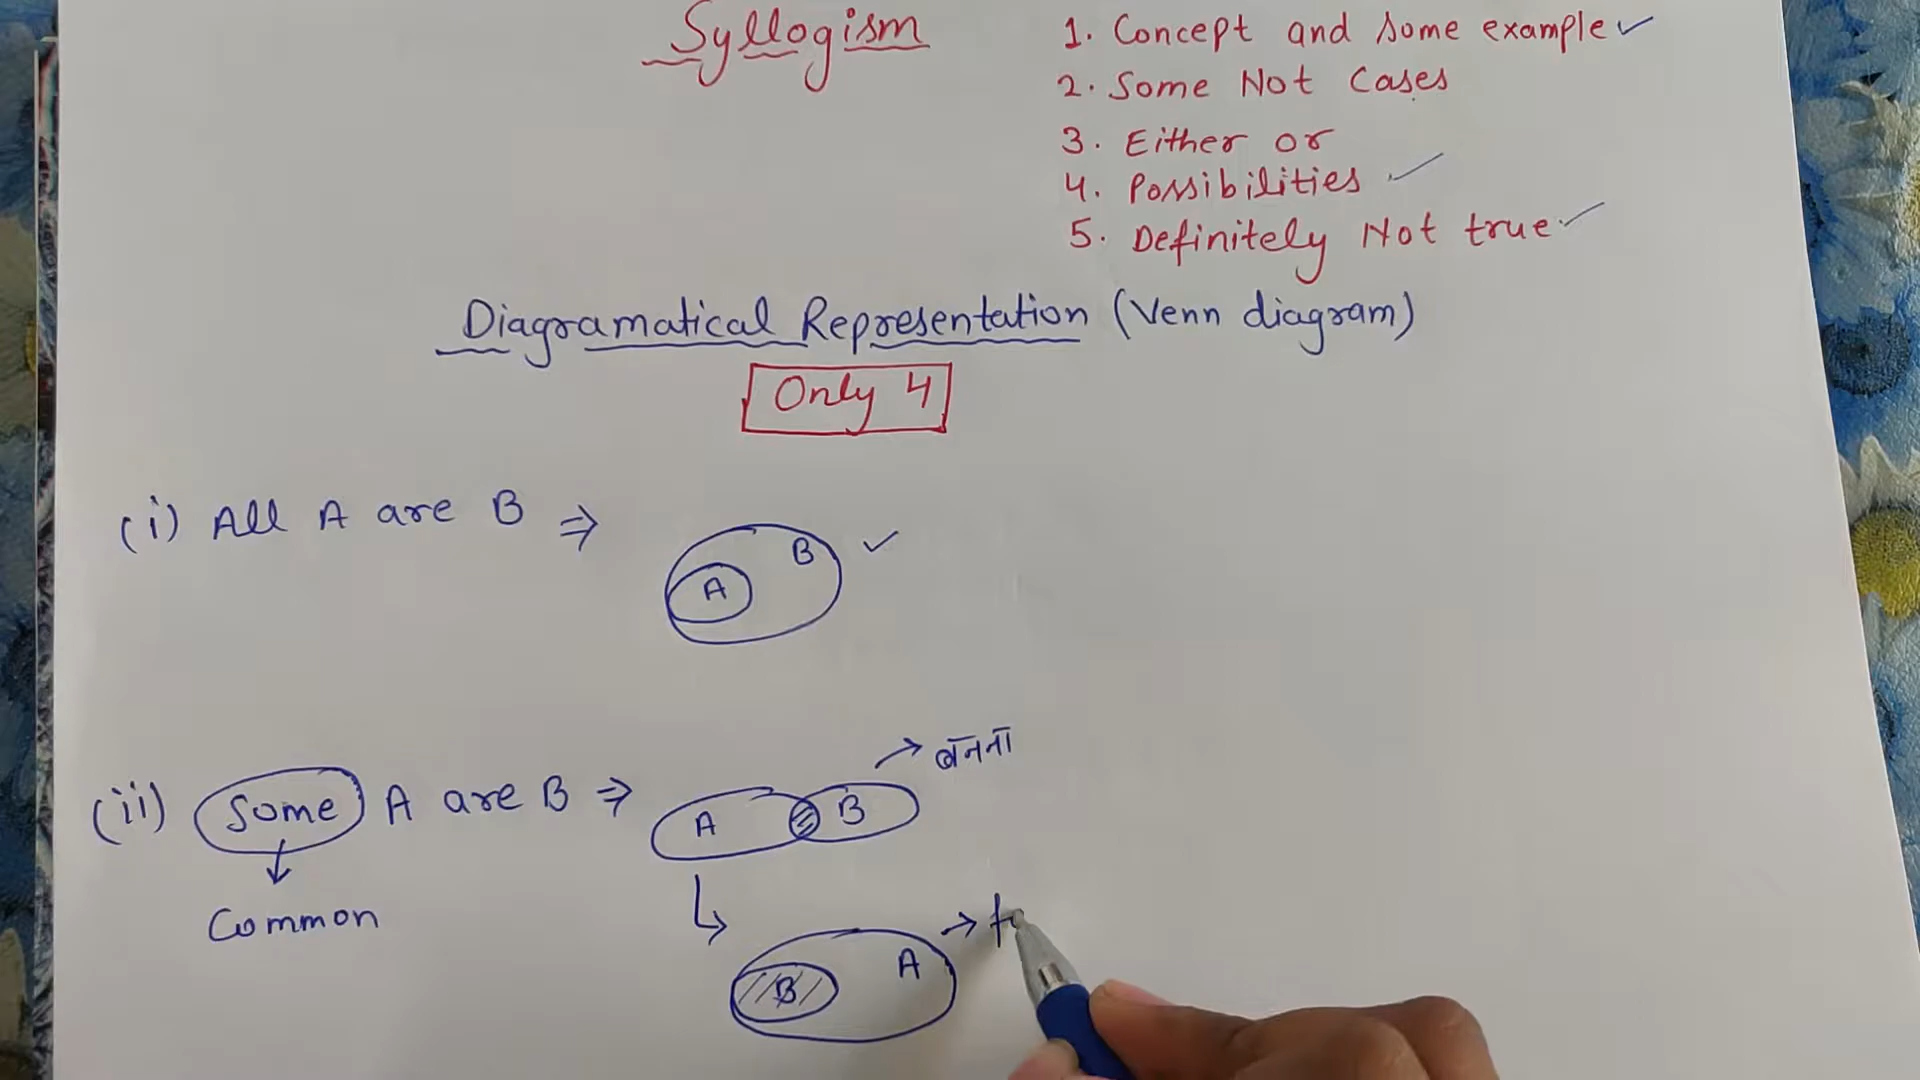 Syllogism
1. Concept and some example
2. Some Not Cases
3. Either or
4. Possibilities
5. Definitely Not true
Diagramatical Representation (Venn diagram)
Only 4
(i) All A are B ⇒
B
A
(ii) Some A are B ⇒
A B
→ बनना
Common
A →
B